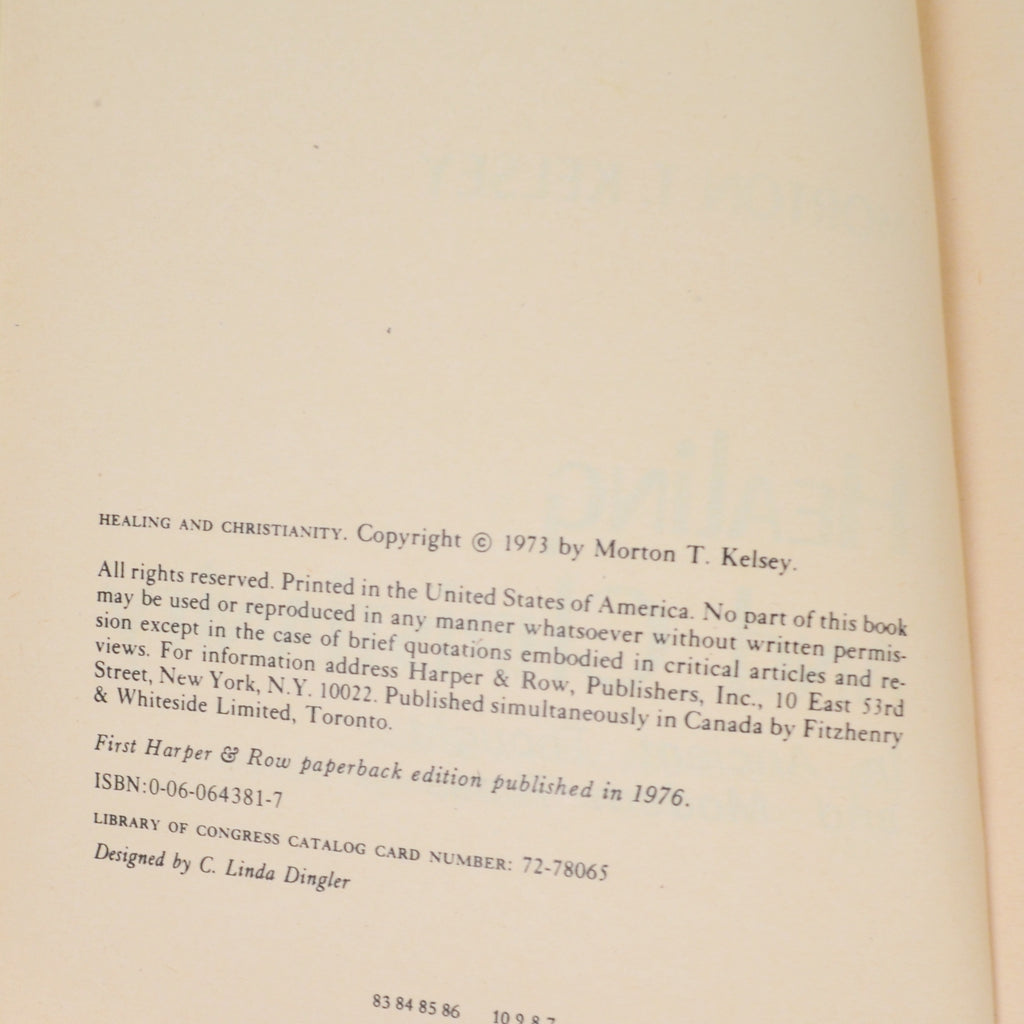 HEALING AND CHRISTIANITY. Copyright © 1973 by Morton T. Kelsey.
All rights reserved. Printed in the United States of America. No part of this book
may be used or reproduced in any manner whatsoever without written permis-
sion except in the case of brief quotations embodied in critical articles and re-
views. For information address Harper & Row, Publishers, Inc., 10 East 53rd
Street, New York, N.Y. 10022. Published simultaneously in Canada by Fitzhenry
& Whiteside Limited, Toronto.
First Harper & Row paperback edition published in 1976.
ISBN:0-06-064381-7
LIBRARY OF CONGRESS CATALOG CARD NUMBER: 72-78065
Designed by C. Linda Dingler
83 84 85 86 10 9 8 7